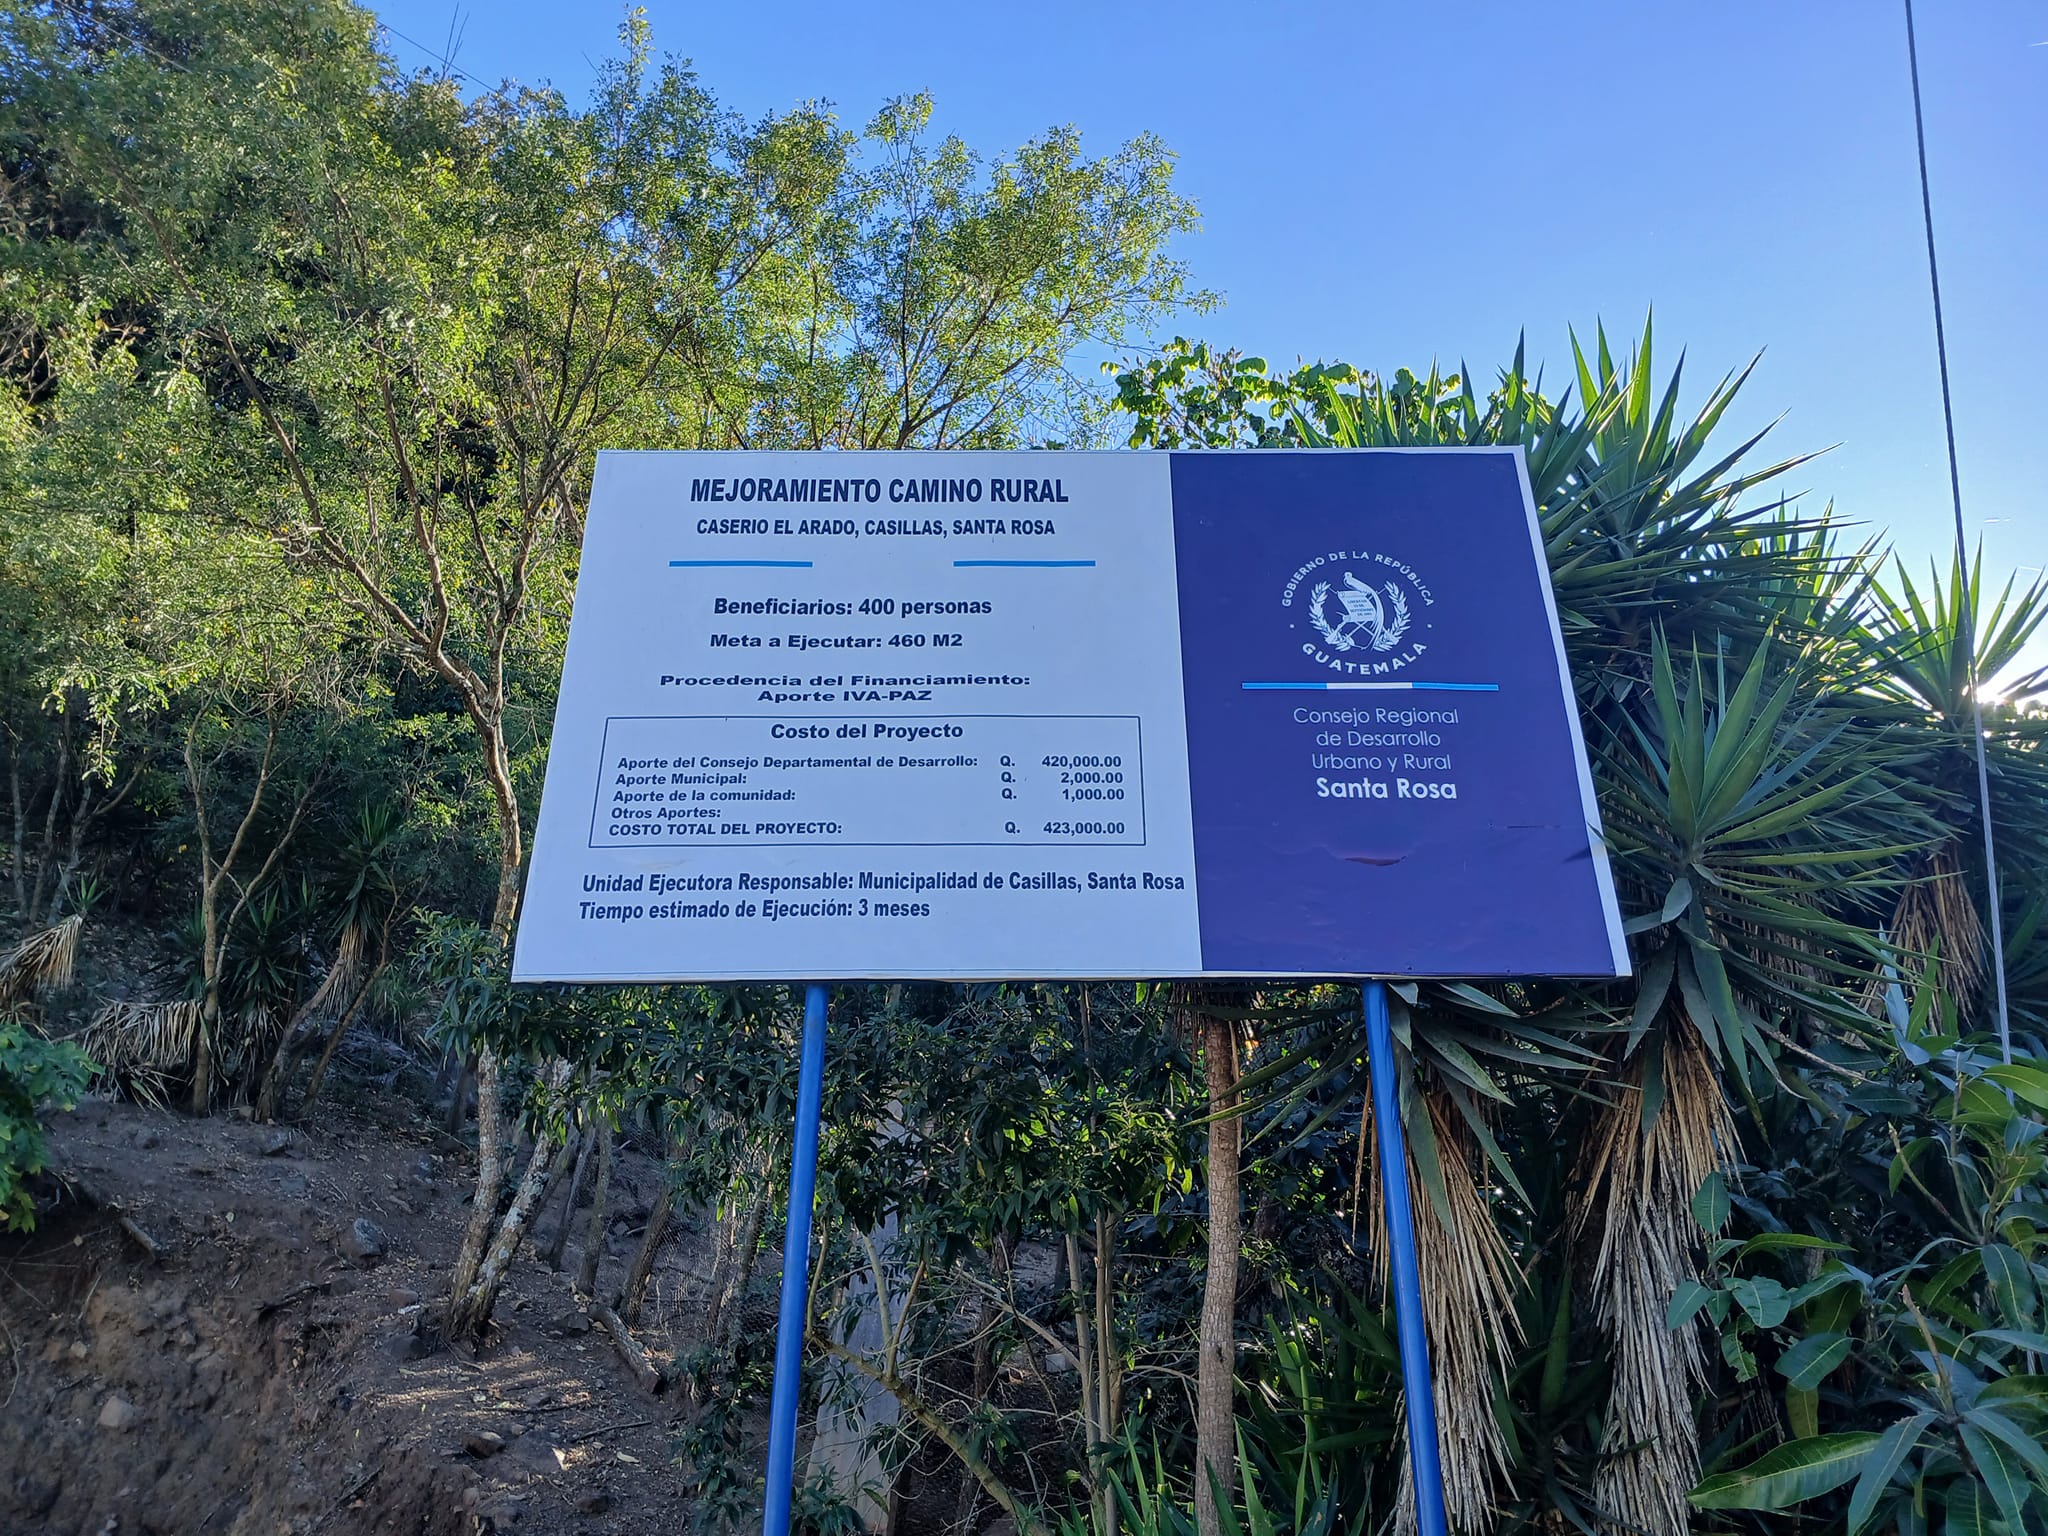 MEJORAMIENTO CAMINO RURAL
CASERIO EL ARADO, CASILLAS, SANTA ROSA
Beneficiarios: 400 personas
Meta a Ejecutar: 460 M2
Procedencia del Financiamiento:
Aporte IVA-PAZ
Costo del Proyecto
Aporte del Consejo Departamental de Desarrollo: Q. 420,000.00
Aporte Municipal: Q. 2,000.00
Aporte de la comunidad: Q. 1,000.00
Otros Aportes:
COSTO TOTAL DEL PROYECTO: Q. 423,000.00
Unidad Ejecutora Responsable: Municipalidad de Casillas, Santa Rosa
Tiempo estimado de Ejecución: 3 meses
GOBIERNO DE LA REPÚBLICA
GUATEMALA
Consejo Regional
de Desarrollo
Urbano y Rural
Santa Rosa